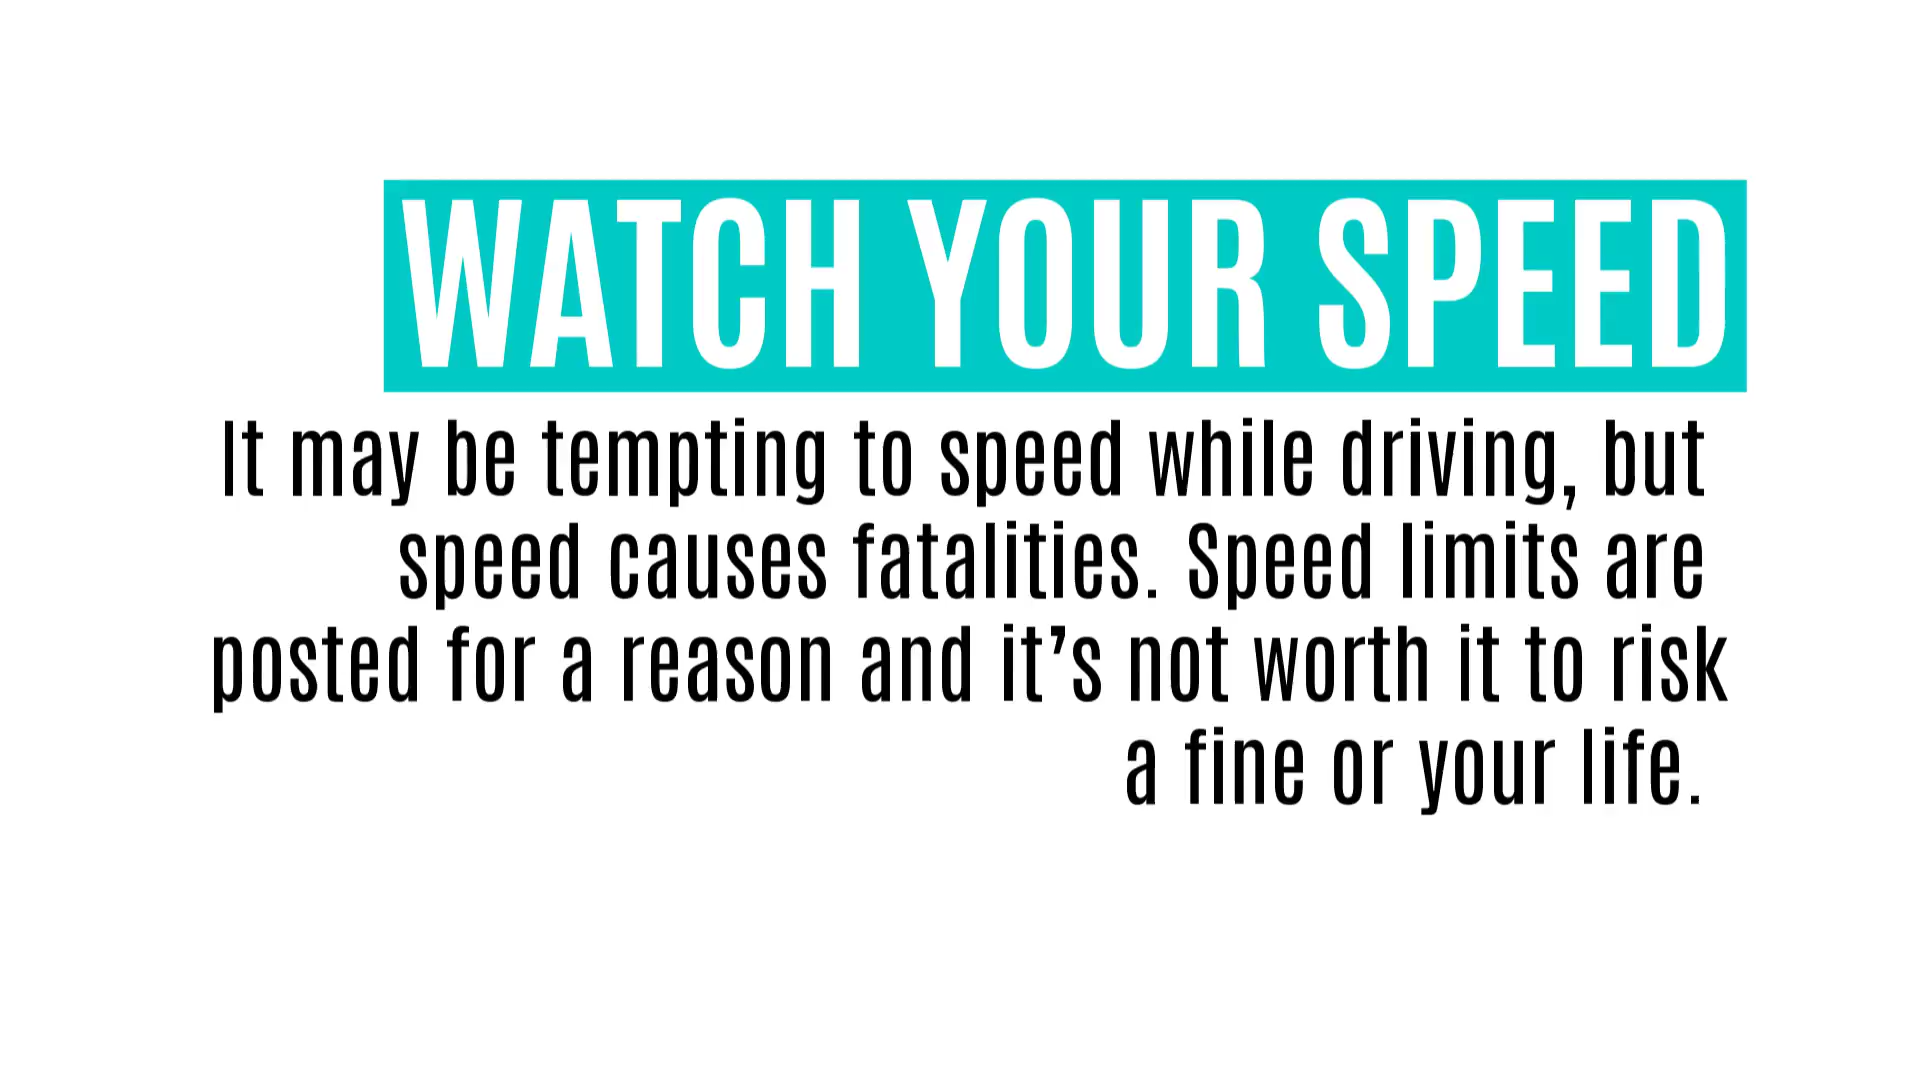 WATCH YOUR SPEED
It may be tempting to speed while driving, but
speed causes fatalities. Speed limits are
posted for a reason and it’s not worth it to risk
a fine or your life.